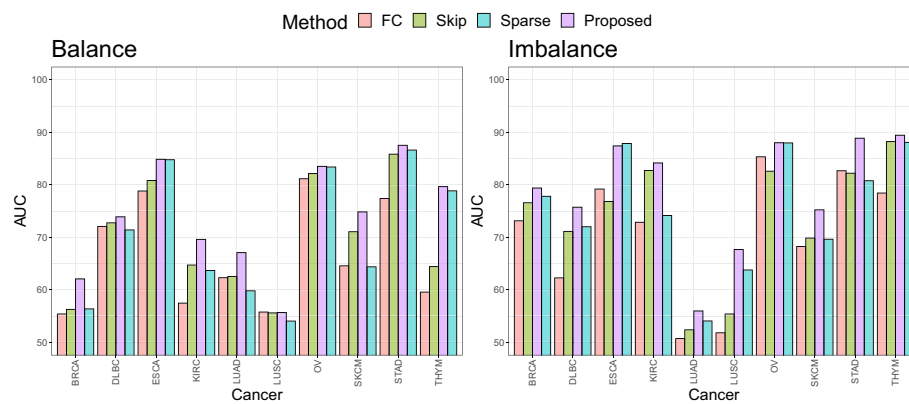 Method FC Skip Sparse Proposed
Balance
Imbalance
AUC
100
90
80
70
60
50
BRCA DLBC ESCA KIRC LUAD LUSC OV SKCM STAD THYM
Cancer
AUC
100
90
80
70
60
50
BRCA DLBC ESCA KIRC LUAD LUSC OV SKCM STAD THYM
Cancer